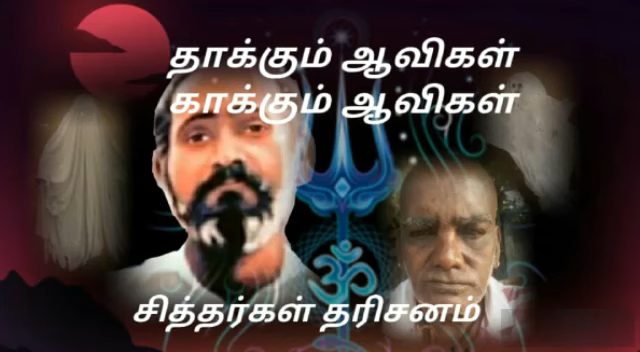 தாக்கும் ஆவிகள்
காக்கும் ஆவிகள்
சித்தர்கள் தரிசனம்